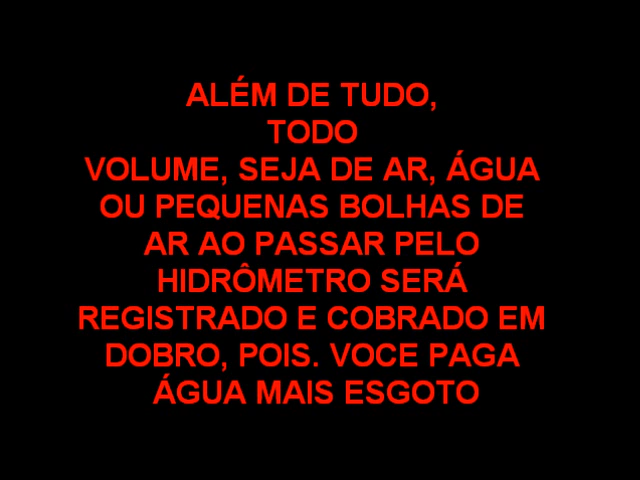 ALÉM DE TUDO,
TODO
VOLUME, SEJA DE AR, ÁGUA
OU PEQUENAS BOLHAS DE
AR AO PASSAR PELO
HIDRÔMETRO SERÁ
REGISTRADO E COBRADO EM
DOBRO, POIS. VOCE PAGA
ÁGUA MAIS ESGOTO